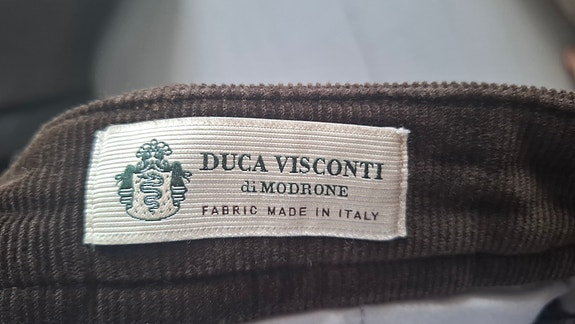 DUCA VISCONTI
di MODRONE
FABRIC MADE IN ITALY